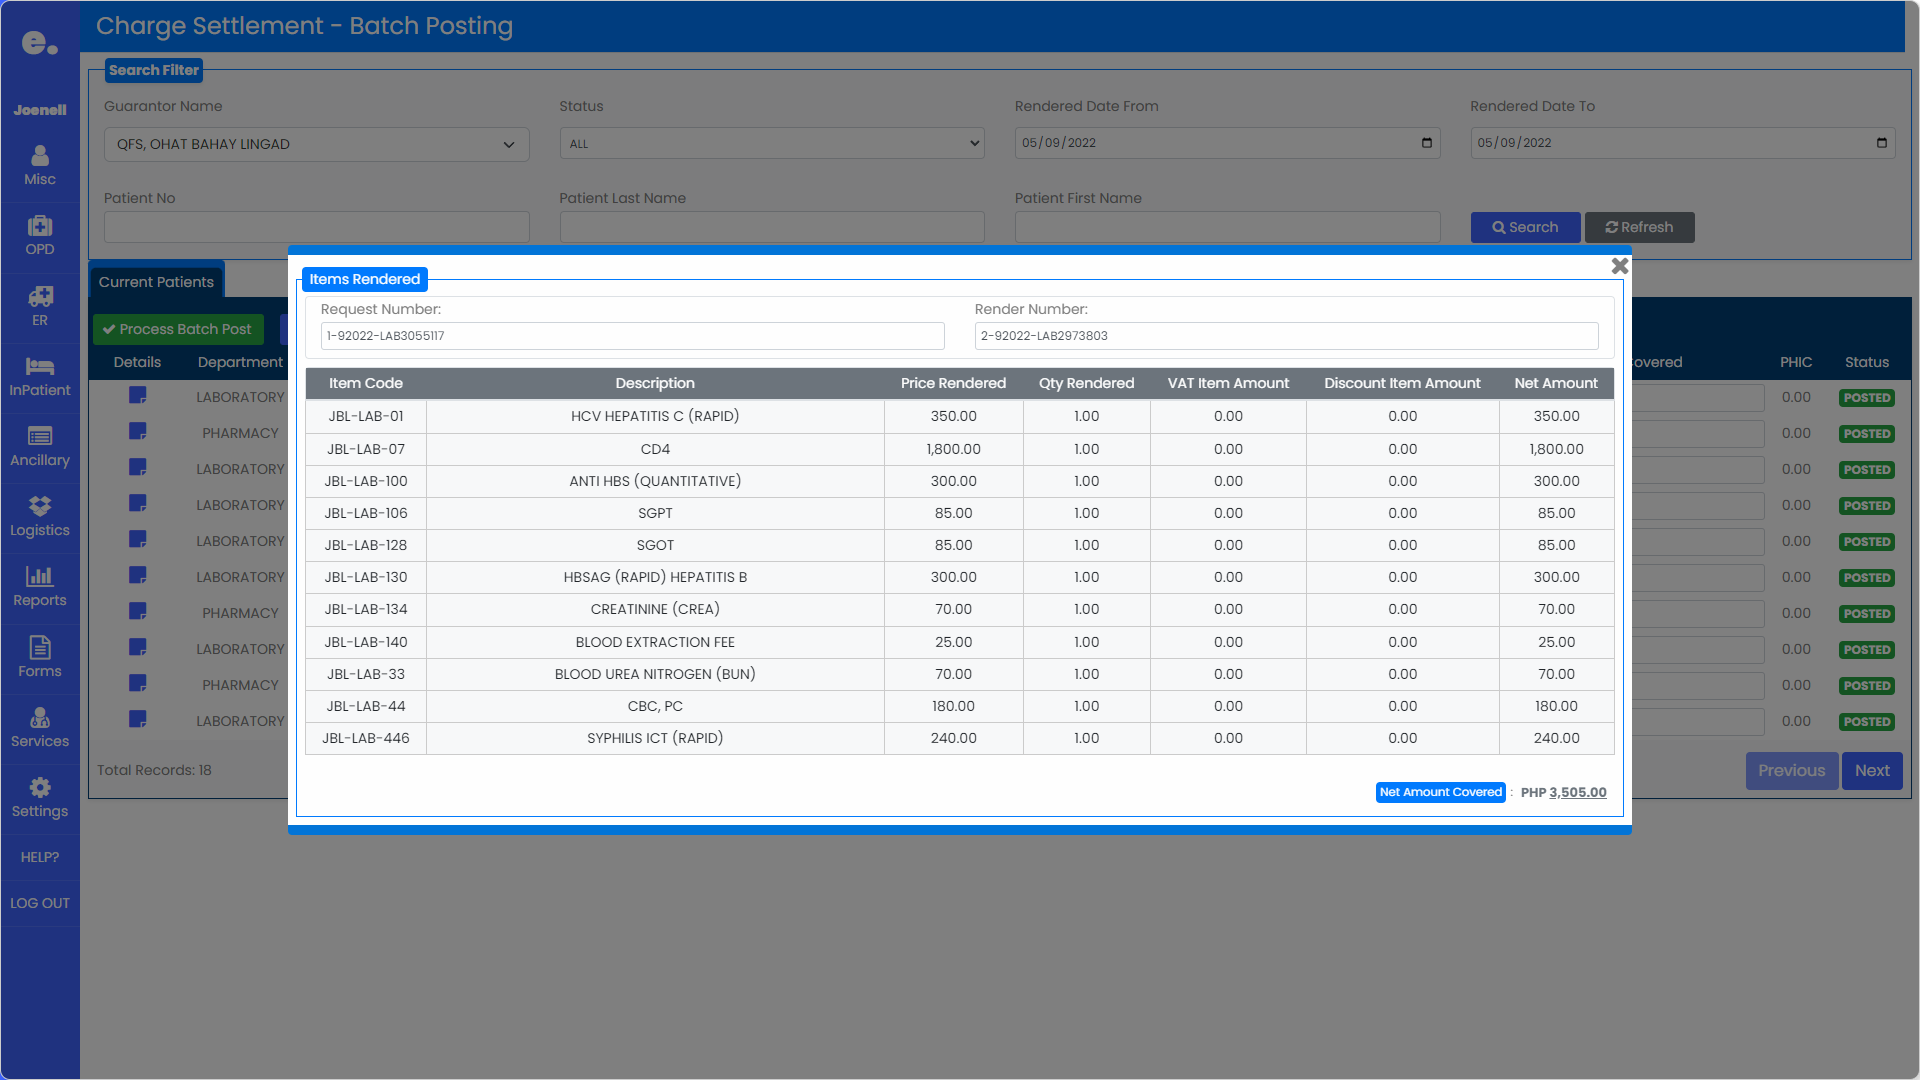 Charge Settlement - Batch Posting
e.
Joenell
Misc
OPD
ER
InPatient
Ancillary
Logistics
Reports
Forms
Services
Settings
HELP?
LOG OUT
Search Filter
Guarantor Name Status Rendered Date From Rendered Date To
QFS, OHAT BAHAY LINGAD ALL 05/09/2022 05/09/2022
Patient No Patient Last Name Patient First Name
Search Refresh
Current Patients
Process Batch Post
Details Department overed PHIC Status
LABORATORY 0.00 POSTED
PHARMACY 0.00 POSTED
LABORATORY 0.00 POSTED
LABORATORY 0.00 POSTED
LABORATORY 0.00 POSTED
LABORATORY 0.00 POSTED
PHARMACY 0.00 POSTED
LABORATORY 0.00 POSTED
PHARMACY 0.00 POSTED
LABORATORY 0.00 POSTED
Total Records: 18 Previous Next
Items Rendered
Request Number: Render Number:
1-92022-LAB3055117 2-92022-LAB2973803
Item Code Description Price Rendered Qty Rendered VAT Item Amount Discount Item Amount Net Amount
JBL-LAB-01 HCV HEPATITIS C (RAPID) 350.00 1.00 0.00 0.00 350.00
JBL-LAB-07 CD4 1,800.00 1.00 0.00 0.00 1,800.00
JBL-LAB-100 ANTI HBS (QUANTITATIVE) 300.00 1.00 0.00 0.00 300.00
JBL-LAB-106 SGPT 85.00 1.00 0.00 0.00 85.00
JBL-LAB-128 SGOT 85.00 1.00 0.00 0.00 85.00
JBL-LAB-130 HBSAG (RAPID) HEPATITIS B 300.00 1.00 0.00 0.00 300.00
JBL-LAB-134 CREATININE (CREA) 70.00 1.00 0.00 0.00 70.00
JBL-LAB-140 BLOOD EXTRACTION FEE 25.00 1.00 0.00 0.00 25.00
JBL-LAB-33 BLOOD UREA NITROGEN (BUN) 70.00 1.00 0.00 0.00 70.00
JBL-LAB-44 CBC, PC 180.00 1.00 0.00 0.00 180.00
JBL-LAB-446 SYPHILIS ICT (RAPID) 240.00 1.00 0.00 0.00 240.00
Net Amount Covered : PHP 3,505.00